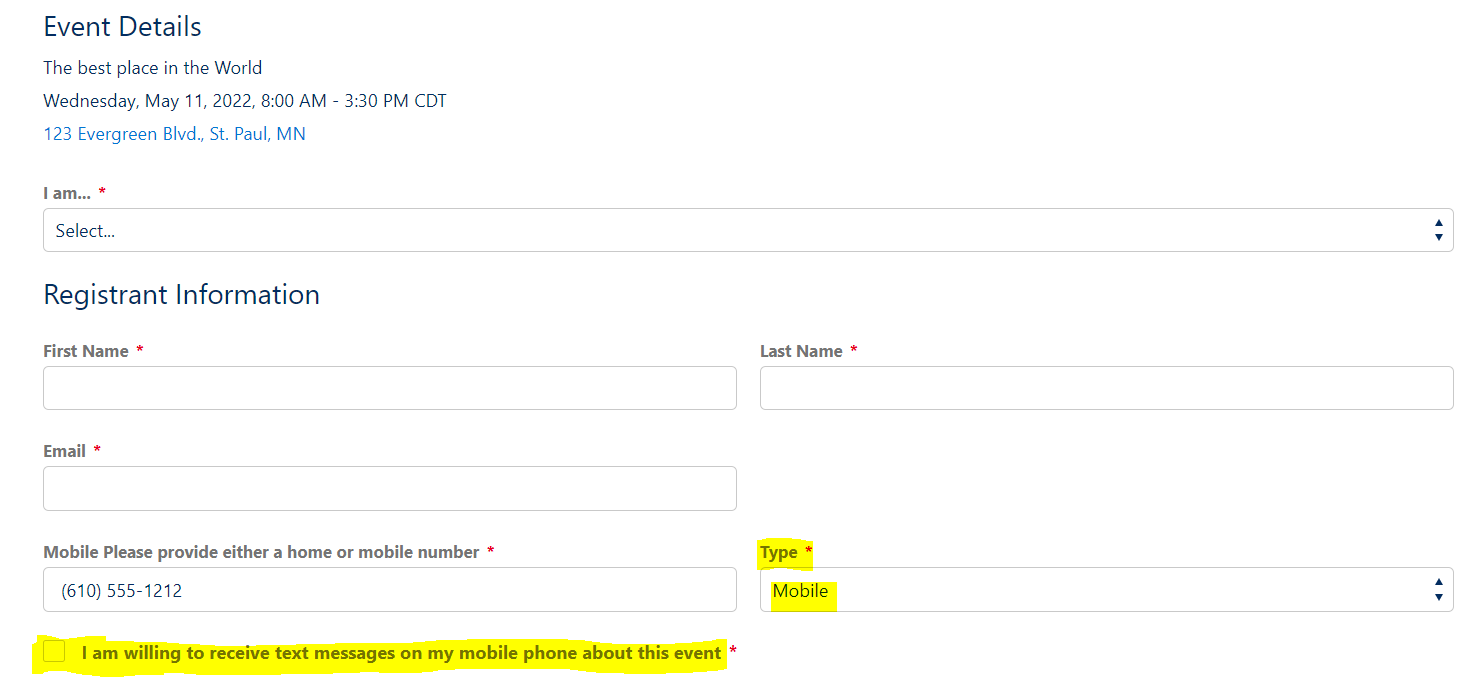 Event Details
The best place in the World
Wednesday, May 11, 2022, 8:00 AM - 3:30 PM CDT
123 Evergreen Blvd., St. Paul, MN
I am... *
Select...
Registrant Information
First Name *
Last Name *
Email *
Mobile Please provide either a home or mobile number *
Type *
(610) 555-1212
Mobile
I am willing to receive text messages on my mobile phone about this event *